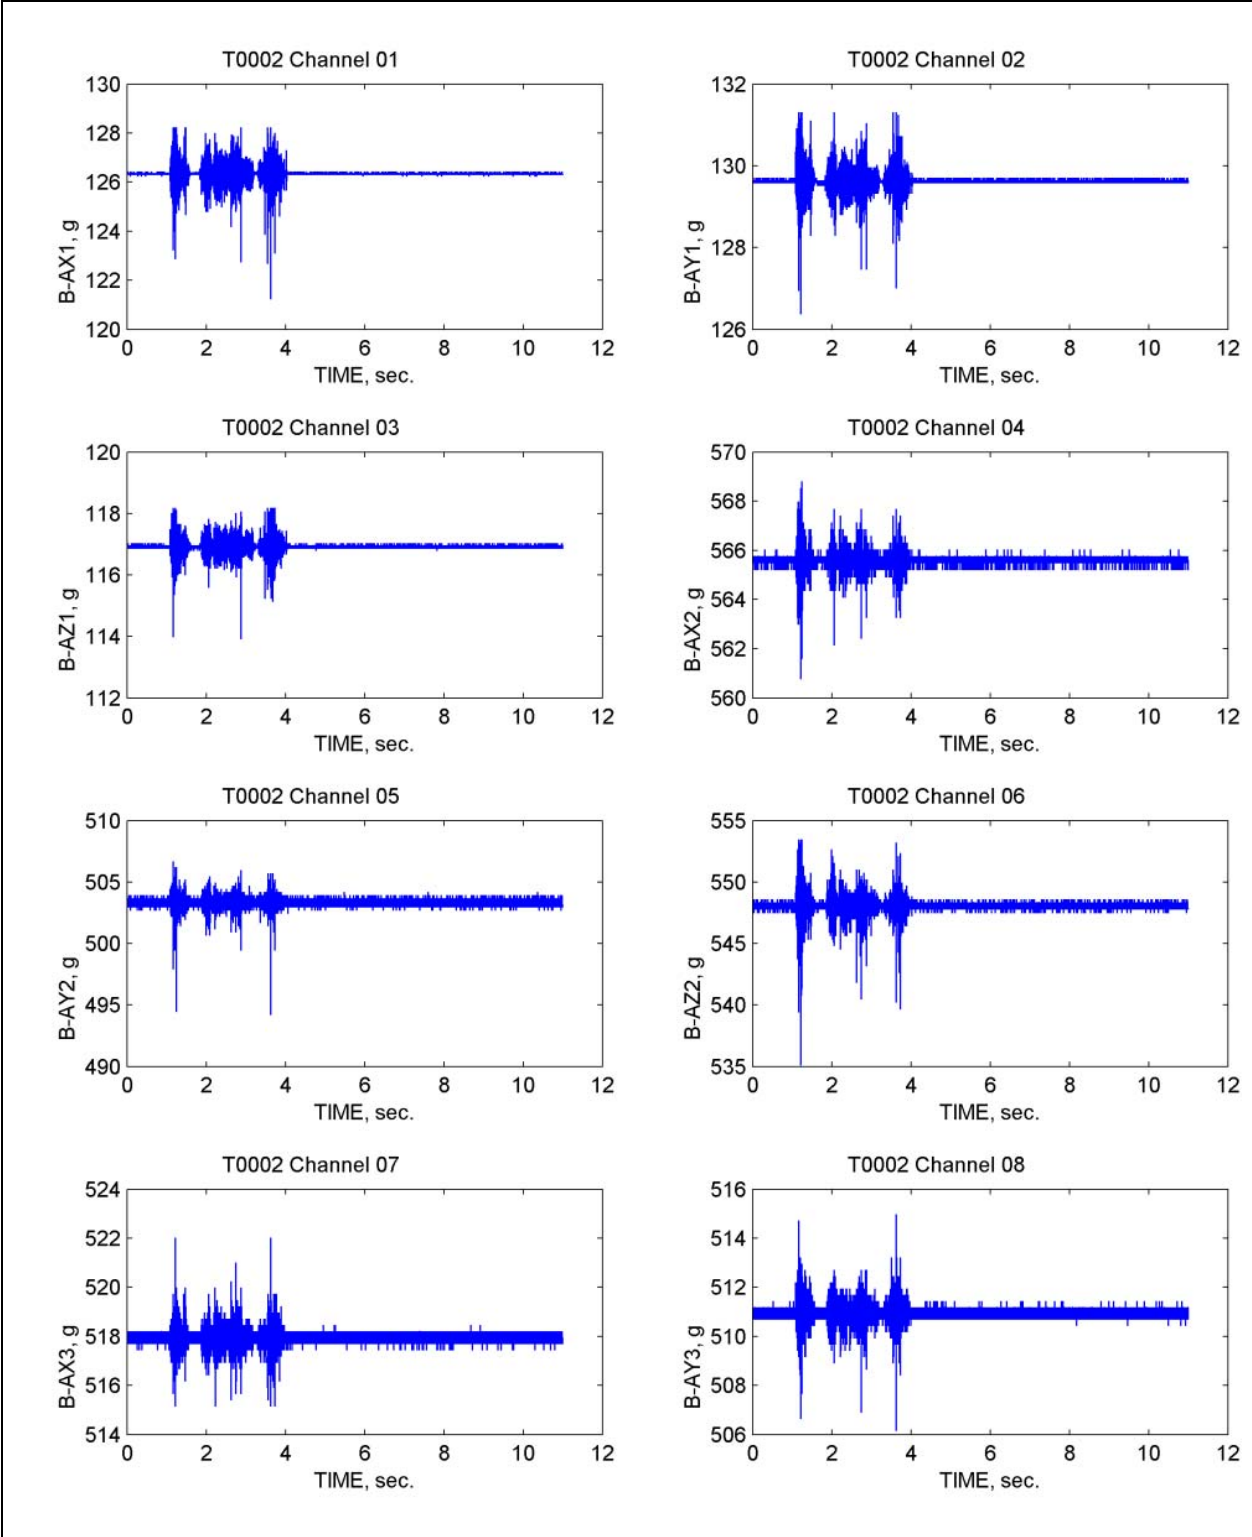 T0002 Channel 01
130
128
126
124
122
120
B-AX1, g
0 2 4 6 8 10 12
TIME, sec.
T0002 Channel 02
132
130
128
126
B-AY1, g
0 2 4 6 8 10 12
TIME, sec.
T0002 Channel 03
120
118
116
114
112
B-AZ1, g
0 2 4 6 8 10 12
TIME, sec.
T0002 Channel 04
570
568
566
564
562
560
B-AX2, g
0 2 4 6 8 10 12
TIME, sec.
T0002 Channel 05
510
505
500
495
490
B-AY2, g
0 2 4 6 8 10 12
TIME, sec.
T0002 Channel 06
555
550
545
540
535
B-AZ2, g
0 2 4 6 8 10 12
TIME, sec.
T0002 Channel 07
524
522
520
518
516
514
B-AX3, g
0 2 4 6 8 10 12
TIME, sec.
T0002 Channel 08
516
514
512
510
508
506
B-AY3, g
0 2 4 6 8 10 12
TIME, sec.